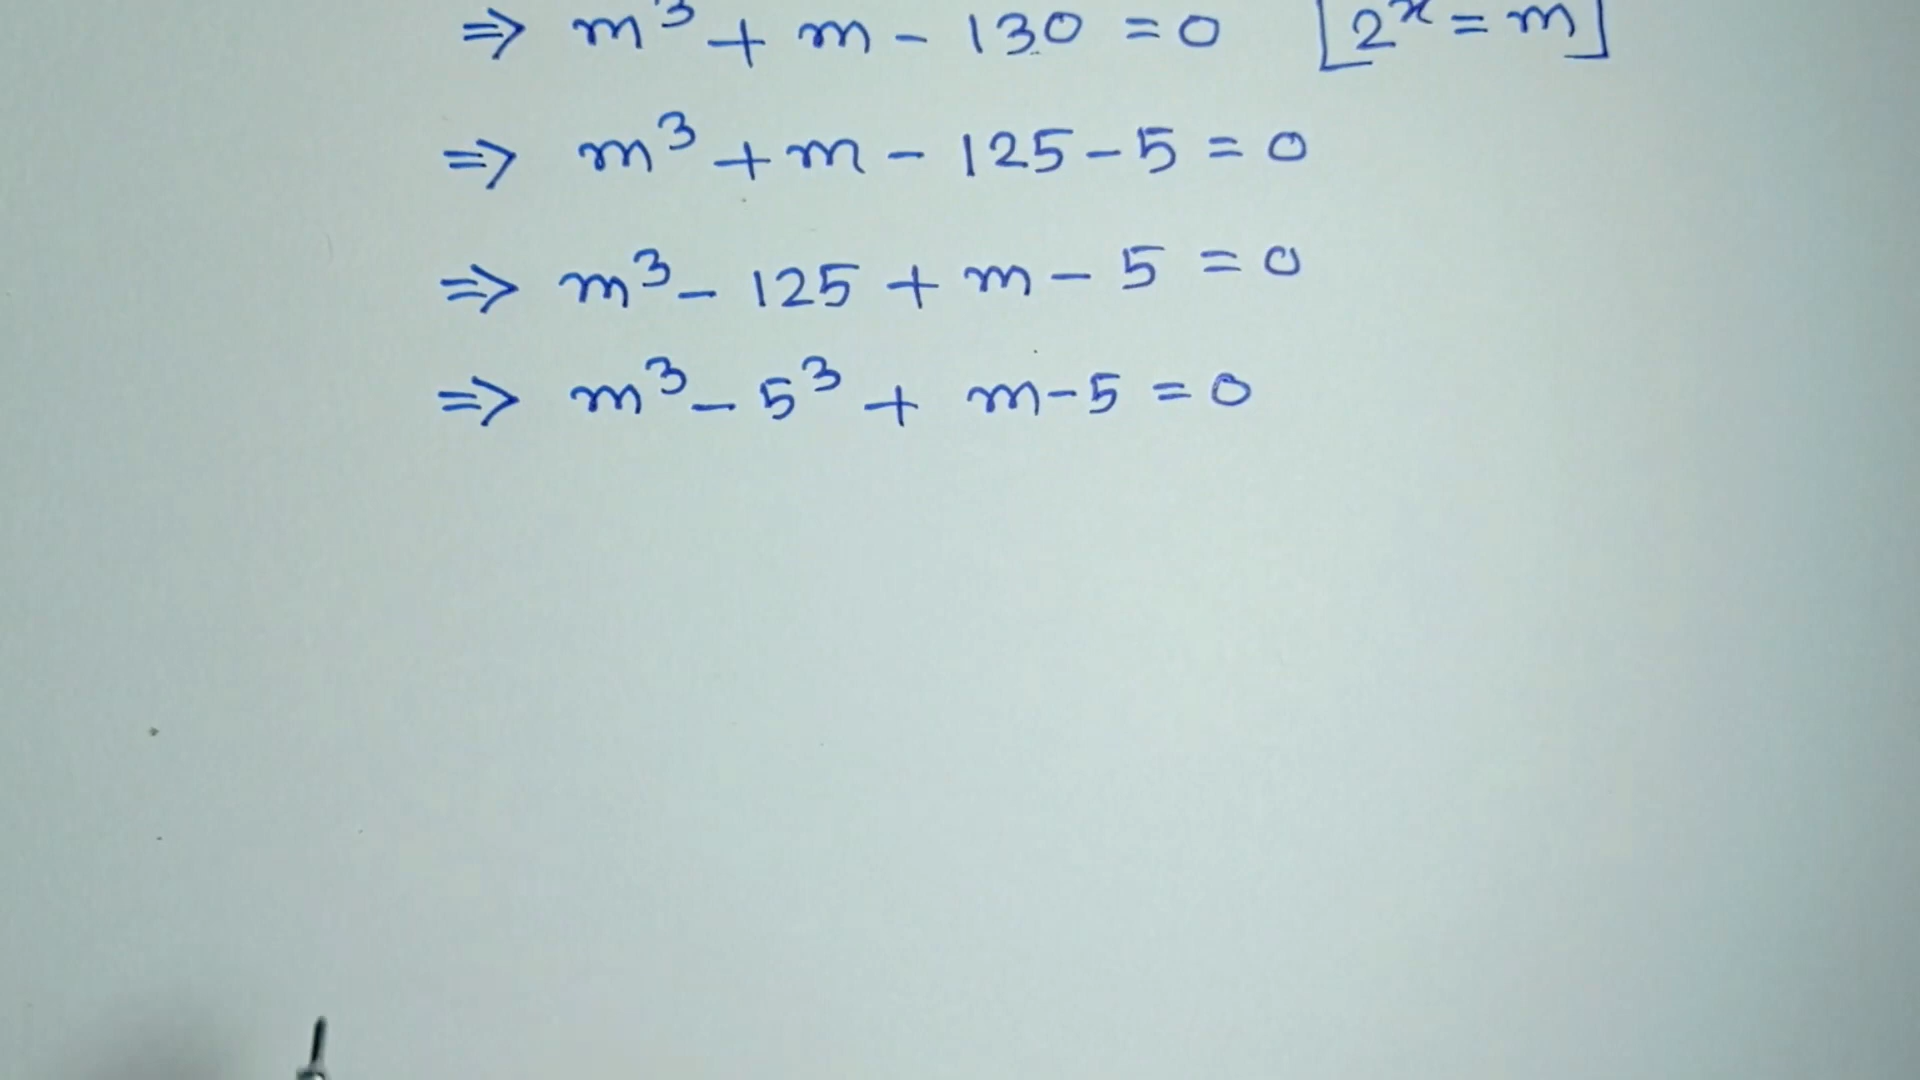 ⇒ m³ + m - 130 = 0 [2ˣ = m]
⇒ m³ + m - 125 - 5 = 0
⇒ m³ - 125 + m - 5 = 0
⇒ m³ - 5³ + m - 5 = 0